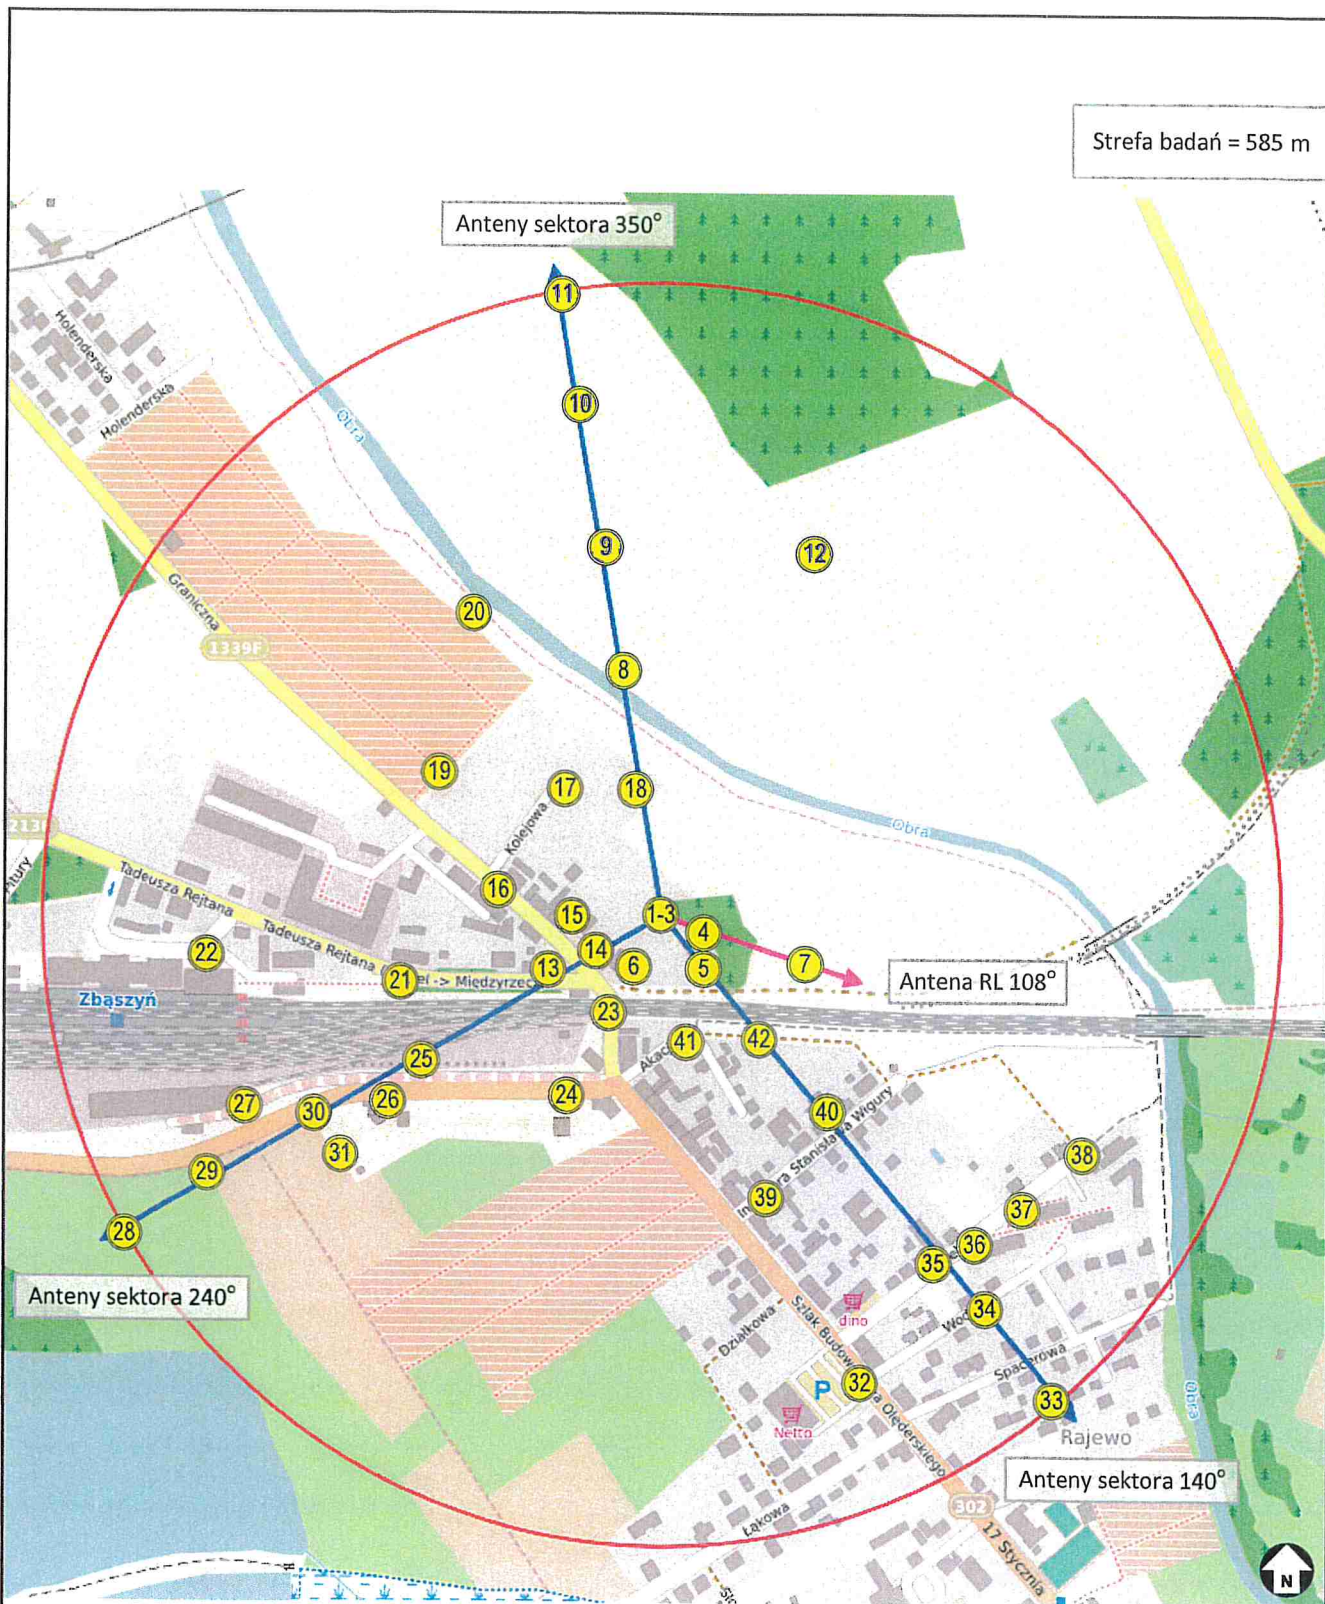 Strefa badań = 585 m
Anteny sektora 350°
11
Holenderska
Holenderska
10
Obra
9
12
Graniczna
20
1339F
8
19
17
18
Kolejowa
Obra
Tadeusza Rejtana
16
15
1-3
4
14
Tadeusza Rejtana
22
6
7
13
5
21
-> Międzyrzecz
Antena RL 108°
Zbąszyń
23
41
42
25
24
26
27
30
40
Stanisława Wigury
31
38
29
39
37
28
36
35
Anteny sektora 240°
34
dino
Działkowa
Szlak Budowniczych
Spacerowa
32
P
33
Netto
Olęderskiego
Obra
Rajewo
Anteny sektora 140°
302
Łąkowa
17 Stycznia
N